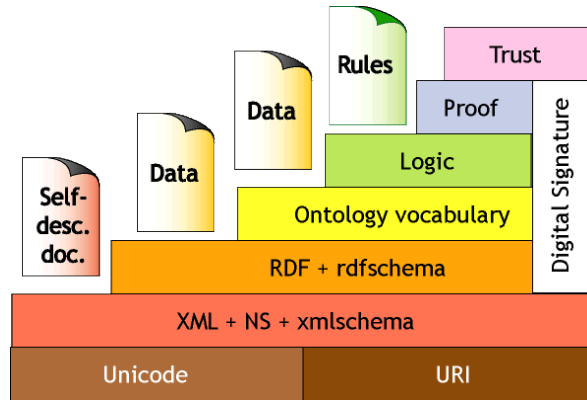 Rules
Trust
Data
Proof
Data
Logic
Self-
desc.
doc.
Ontology vocabulary
Digital Signature
RDF + rdfschema
XML + NS + xmlschema
Unicode
URI